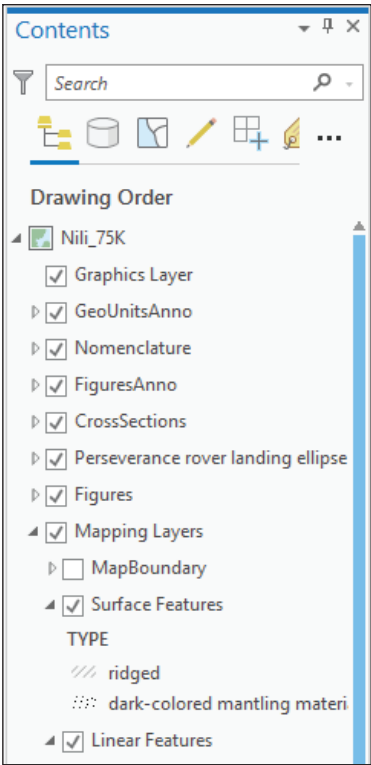 Contents
Search
Drawing Order
Nili_75K
Graphics Layer
GeoUnitsAnno
Nomenclature
FiguresAnno
CrossSections
Perseverance rover landing ellipse
Figures
Mapping Layers
MapBoundary
Surface Features
TYPE
ridged
dark-colored mantling materi
Linear Features